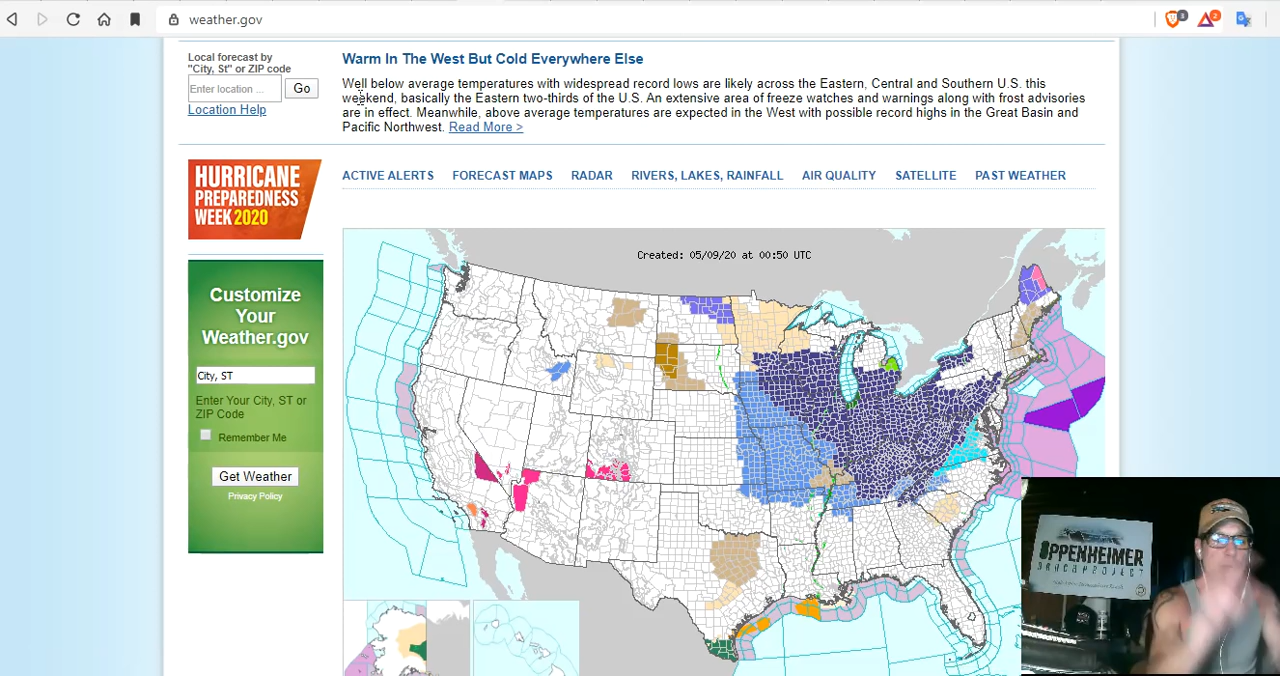 weather.gov
3
2
Local forecast by
"City, St" or ZIP code
Enter location ...
Go
Location Help
Warm In The West But Cold Everywhere Else
Well below average temperatures with widespread record lows are likely across the Eastern, Central and Southern U.S. this
weekend, basically the Eastern two-thirds of the U.S. An extensive area of freeze watches and warnings along with frost advisories
are in effect. Meanwhile, above average temperatures are expected in the West with possible record highs in the Great Basin and
Pacific Northwest. Read More >
HURRICANE
PREPAREDNESS
WEEK 2020
ACTIVE ALERTS FORECAST MAPS RADAR RIVERS, LAKES, RAINFALL AIR QUALITY SATELLITE PAST WEATHER
Created: 05/09/20 at 00:50 UTC
Customize
Your
Weather.gov
City, ST
Enter Your City, ST or
ZIP Code
Remember Me
Get Weather
Privacy Policy
OPPENHEIMER